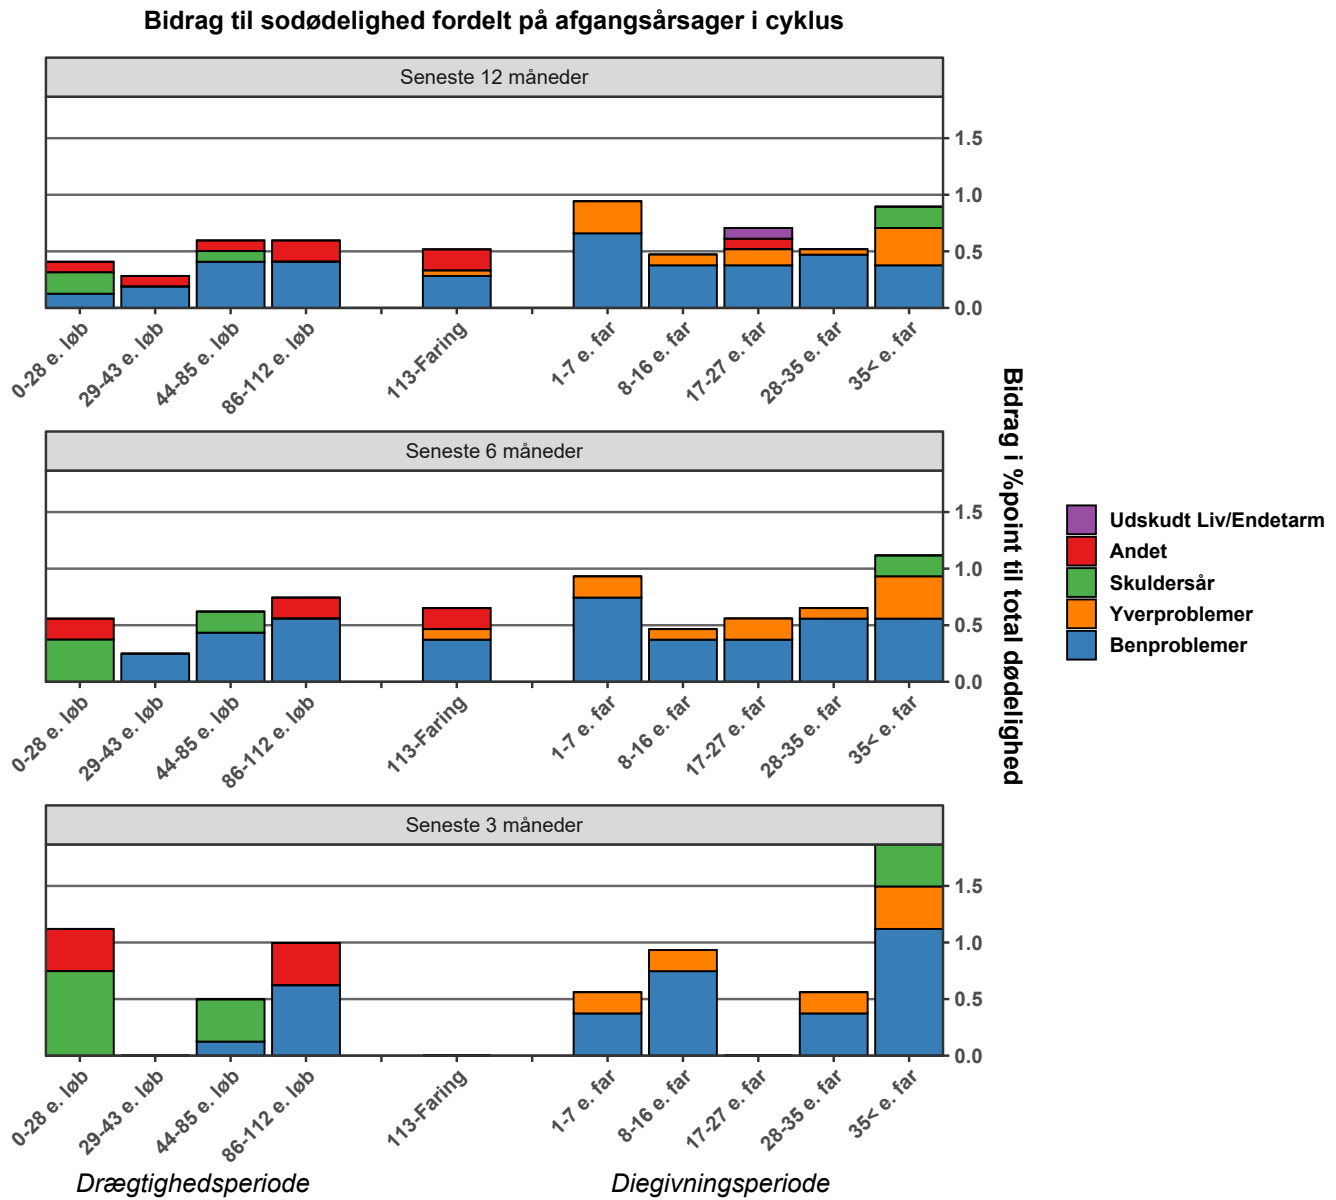 Bidrag til sodødelighed fordelt på afgangsårsager i cyklus
Seneste 12 måneder
1.5
1.0
0.5
0.0
0-28 e. løb
29-43 e. løb
44-85 e. løb
86-112 e. løb
113-Faring
1-7 e. far
8-16 e. far
17-27 e. far
28-35 e. far
35< e. far
Seneste 6 måneder
1.5
1.0
0.5
0.0
0-28 e. løb
29-43 e. løb
44-85 e. løb
86-112 e. løb
113-Faring
1-7 e. far
8-16 e. far
17-27 e. far
28-35 e. far
35< e. far
Seneste 3 måneder
1.5
1.0
0.5
0.0
0-28 e. løb
29-43 e. løb
44-85 e. løb
86-112 e. løb
113-Faring
1-7 e. far
8-16 e. far
17-27 e. far
28-35 e. far
35< e. far
Drægtighedsperiode
Diegivningsperiode
Bidrag i %point til total dødelighed
Udskudt Liv/Endetarm
Andet
Skuldersår
Yverproblemer
Benproblemer